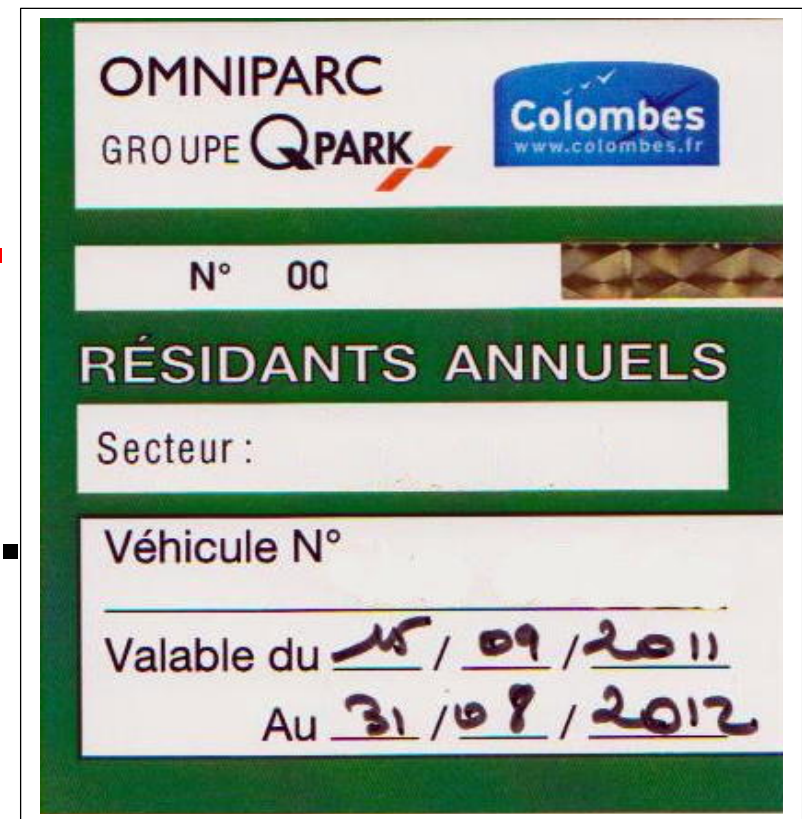 OMNIPARC
GROUPE QPARK
Colombes
www.colombes.fr
N° 00
RÉSIDANTS ANNUELS
Secteur :
Véhicule N°
Valable du 15 / 09 / 2011
Au 31 / 08 / 2012